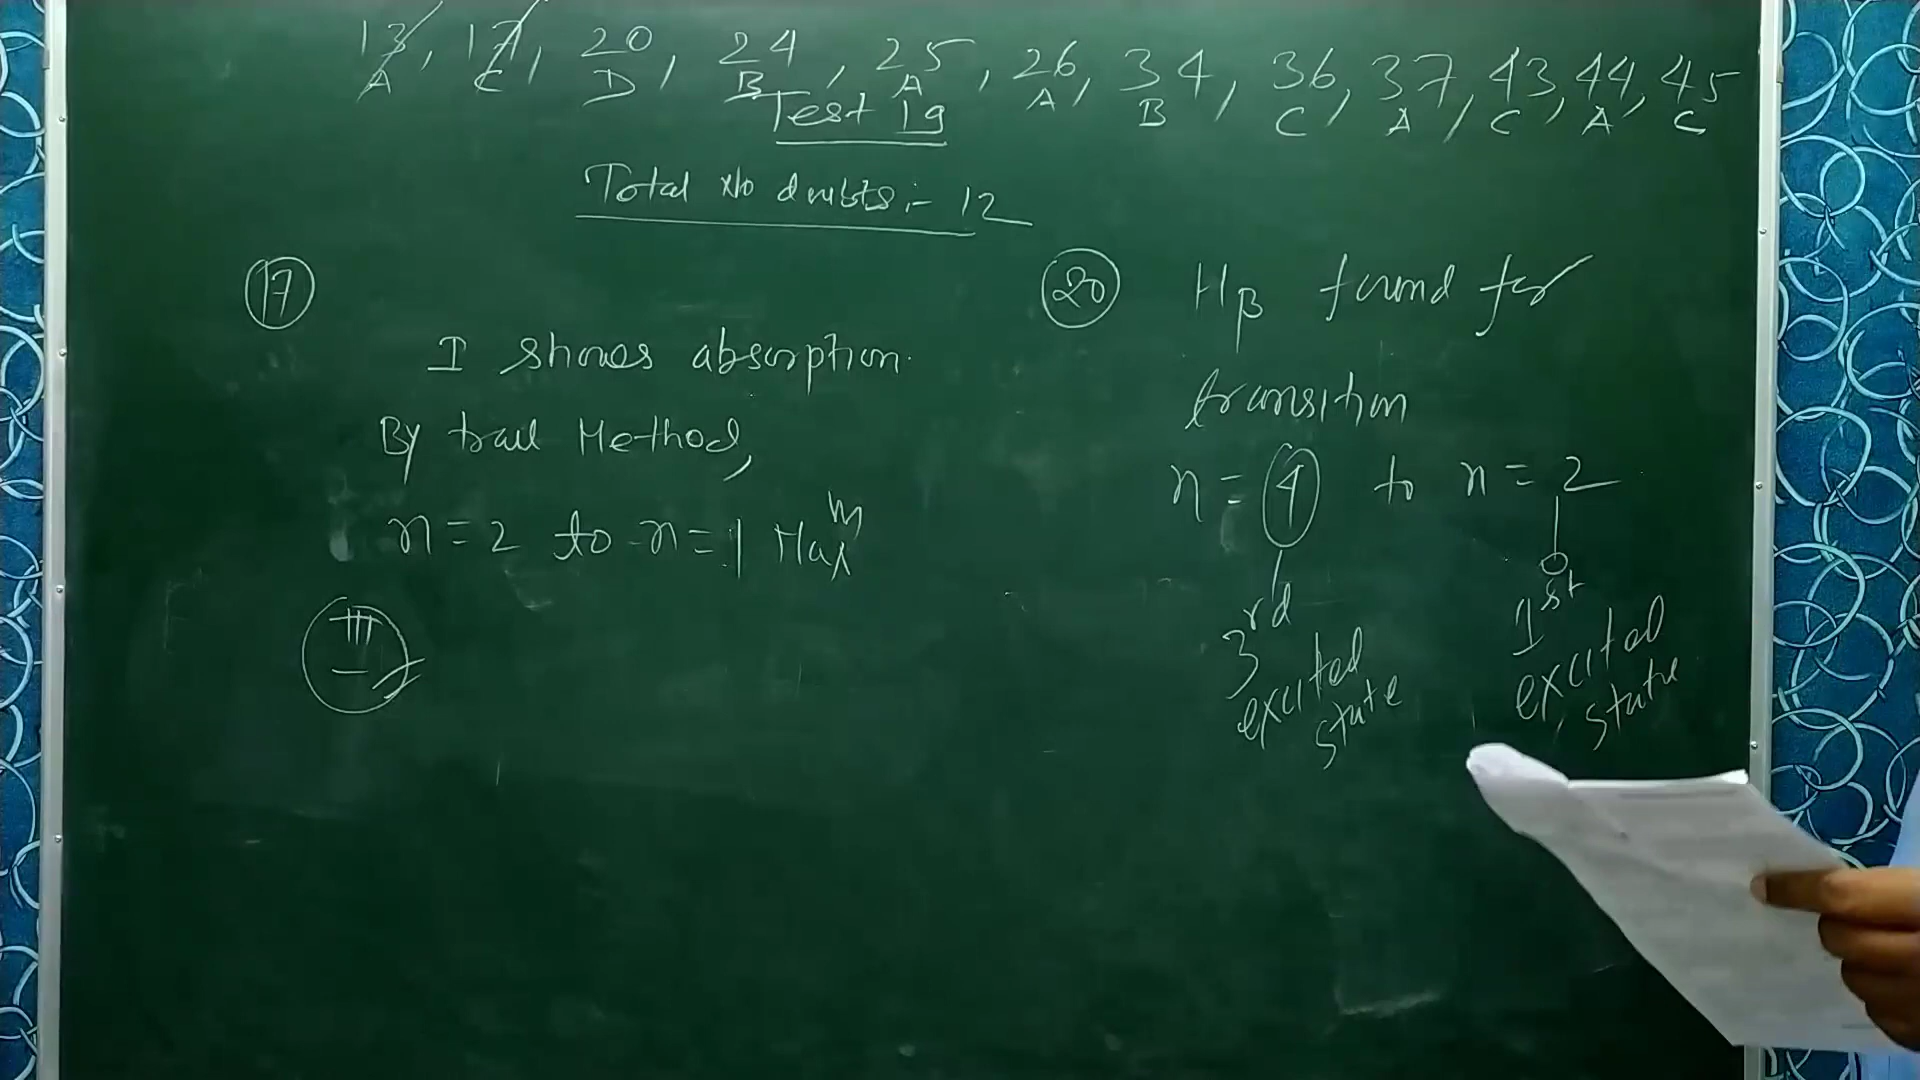 13, 17, 20, 24, 25, 26, 34, 36, 37, 43, 44, 45
A C D B A A B C A C A C
Test 19
Total No doubts:- 12
17
I shows absorption.
By trail Method,
n = 2 to n = 1 Maxm
III
20 Hβ found for
transition
n = 4 to n = 2
3rd excited state
1st excited state